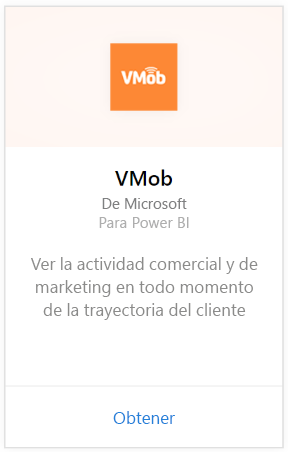 VMob
VMob
De Microsoft
Para Power BI
Ver la actividad comercial y de
marketing en todo momento
de la trayectoria del cliente
Obtener